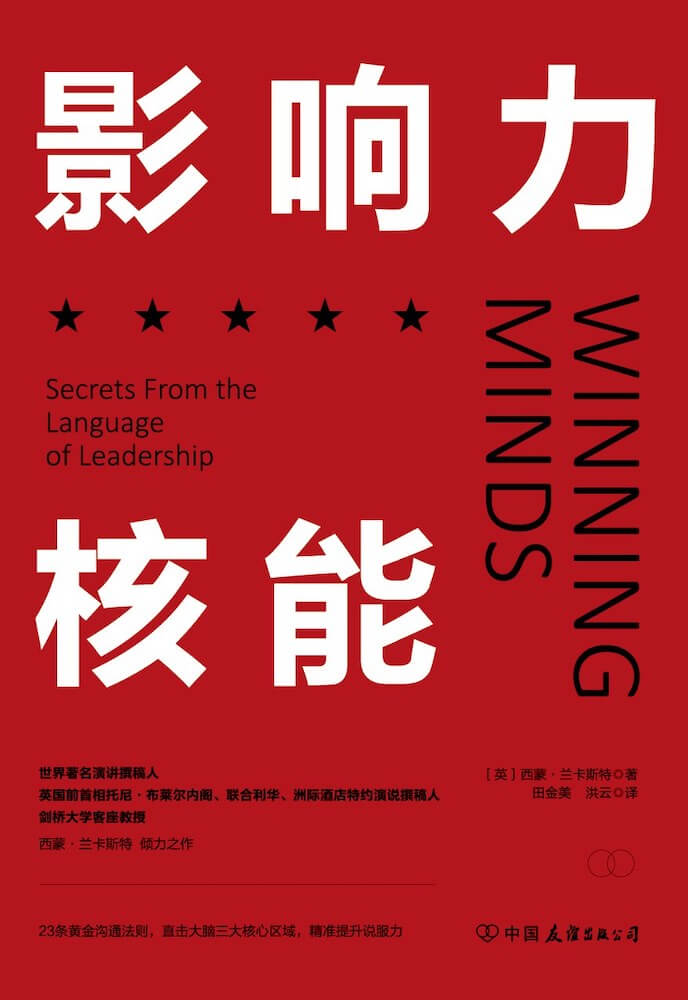 影响力
WINNING
MINDS
Secrets From the
Language
of Leadership
核能
世界著名演讲撰稿人
英国前首相托尼·布莱尔内阁、联合利华、洲际酒店特约演说撰稿人
剑桥大学客座教授
西蒙·兰卡斯特 倾力之作
[英]西蒙·兰卡斯特◎著
田金美 洪云◎译
23条黄金沟通法则，直击大脑三大核心区域，精准提升说服力
中国友谊出版公司